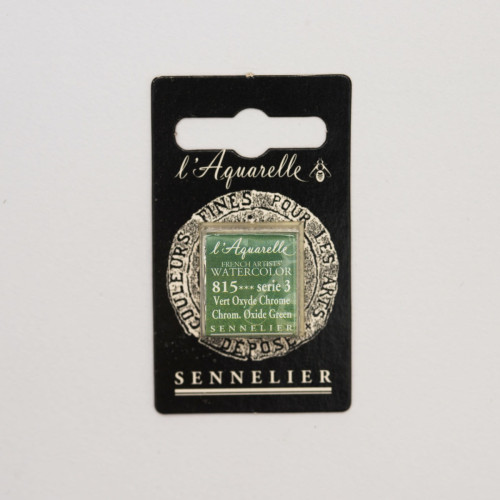 l'Aquarelle
COULEURS FINES POUR LES ARTS
l'Aquarelle
FRENCH ARTISTS'
WATERCOLOR
815*** serie 3
Vert Oxyde Chrome
Chrom. Oxide Green
SENNELIER
DÉPOSÉ
SENNELIER